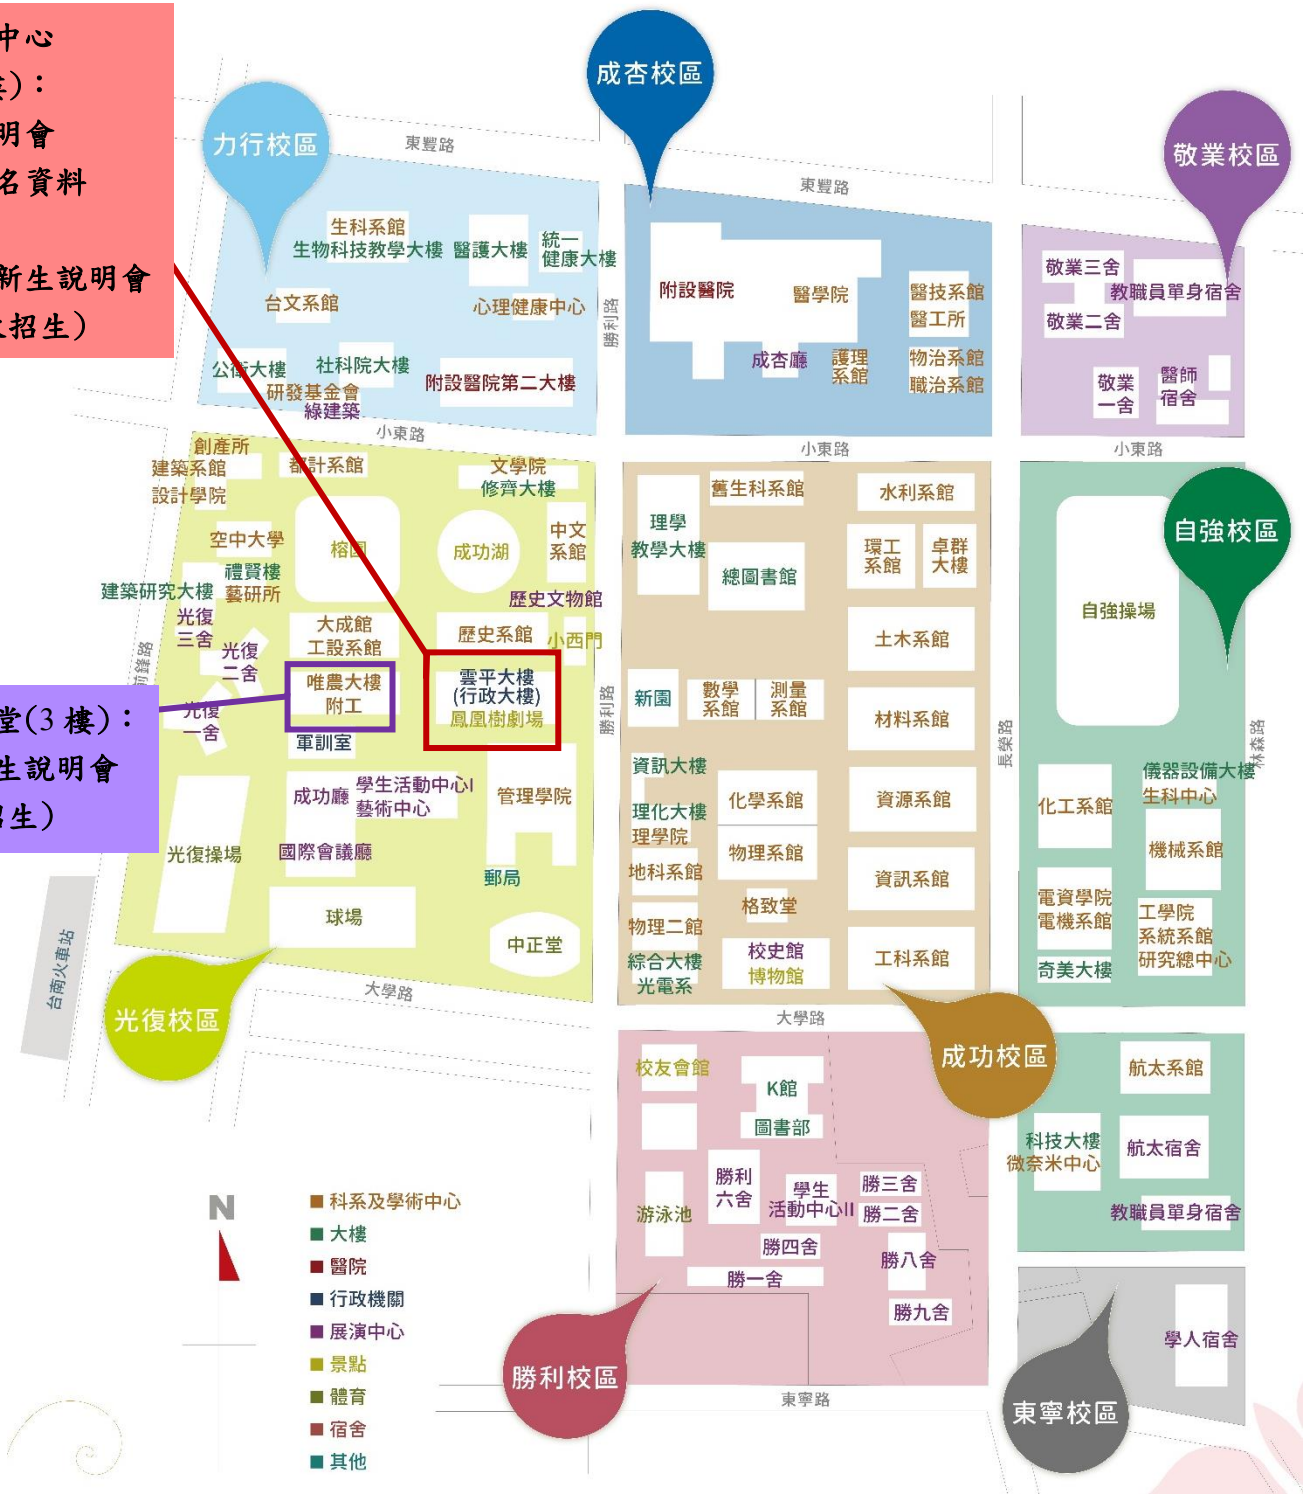 中心
):
明會
名資料
新生說明會
招生)
堂(3 樓):
生說明會
招生)
力行校區
成杏校區
敬業校區
東豐路
東豐路
生科系館
生物科技教學大樓
醫護大樓
統一
健康大樓
台文系館
心理健康中心
公衛大樓
社科院大樓
研發基金會
綠建築
附設醫院第二大樓
勝利路
附設醫院
醫學院
成杏廳
護理
系館
醫技系館
醫工所
物治系館
職治系館
敬業三舍
教職員單身宿舍
敬業二舍
敬業
一舍
醫師
宿舍
小東路
小東路
小東路
創產所
建築系館
設計學院
都計系館
文學院
修齊大樓
空中大學
榕園
成功湖
中文
系館
禮賢樓
藝研所
建築研究大樓
歷史文物館
光復
三舍
光復
二舍
大成館
工設系館
歷史系館
小西門
前鋒路
唯農大樓
附工
雲平大樓
(行政大樓)
鳳凰樹劇場
光復
一舍
軍訓室
成功廳
學生活動中心I
藝術中心
管理學院
光復操場
國際會議廳
郵局
球場
中正堂
台南火車站
大學路
光復校區
勝利路
舊生科系館
水利系館
理學
教學大樓
總圖書館
環工
系館
卓群
大樓
土木系館
新園
數學
系館
測量
系館
材料系館
資訊大樓
化學系館
資源系館
理化大樓
理學院
物理系館
地科系館
資訊系館
格致堂
物理二館
校史館
博物館
工科系館
綜合大樓
光電系
大學路
成功校區
長榮路
自強校區
自強操場
林森路
儀器設備大樓
生科中心
化工系館
機械系館
電資學院
電機系館
工學院
系統系館
研究總中心
奇美大樓
航太系館
科技大樓
微奈米中心
航太宿舍
教職員單身宿舍
校友會館
K館
圖書部
勝利
六舍
學生
活動中心II
勝三舍
勝二舍
游泳池
勝四舍
勝八舍
勝一舍
勝九舍
勝利校區
東寧路
學人宿舍
東寧校區
N
科系及學術中心
大樓
醫院
行政機關
展演中心
景點
體育
宿舍
其他